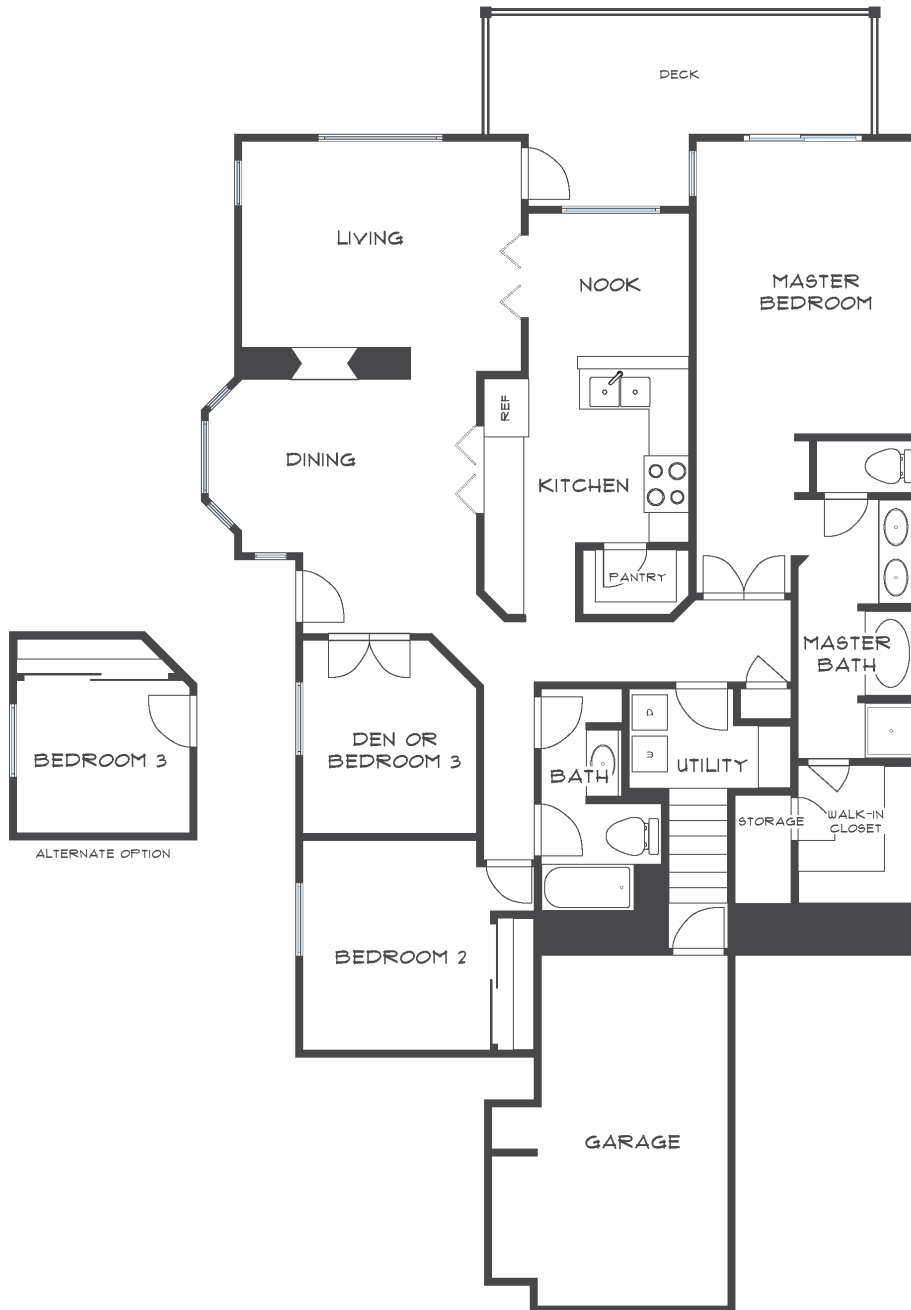 DECK
LIVING
NOOK
MASTER
BEDROOM
REF
DINING
KITCHEN
PANTRY
MASTER
BATH
D
W
DEN OR
BEDROOM 3
BATH
UTILITY
BEDROOM 3
STORAGE
WALK-IN
CLOSET
ALTERNATE OPTION
BEDROOM 2
GARAGE